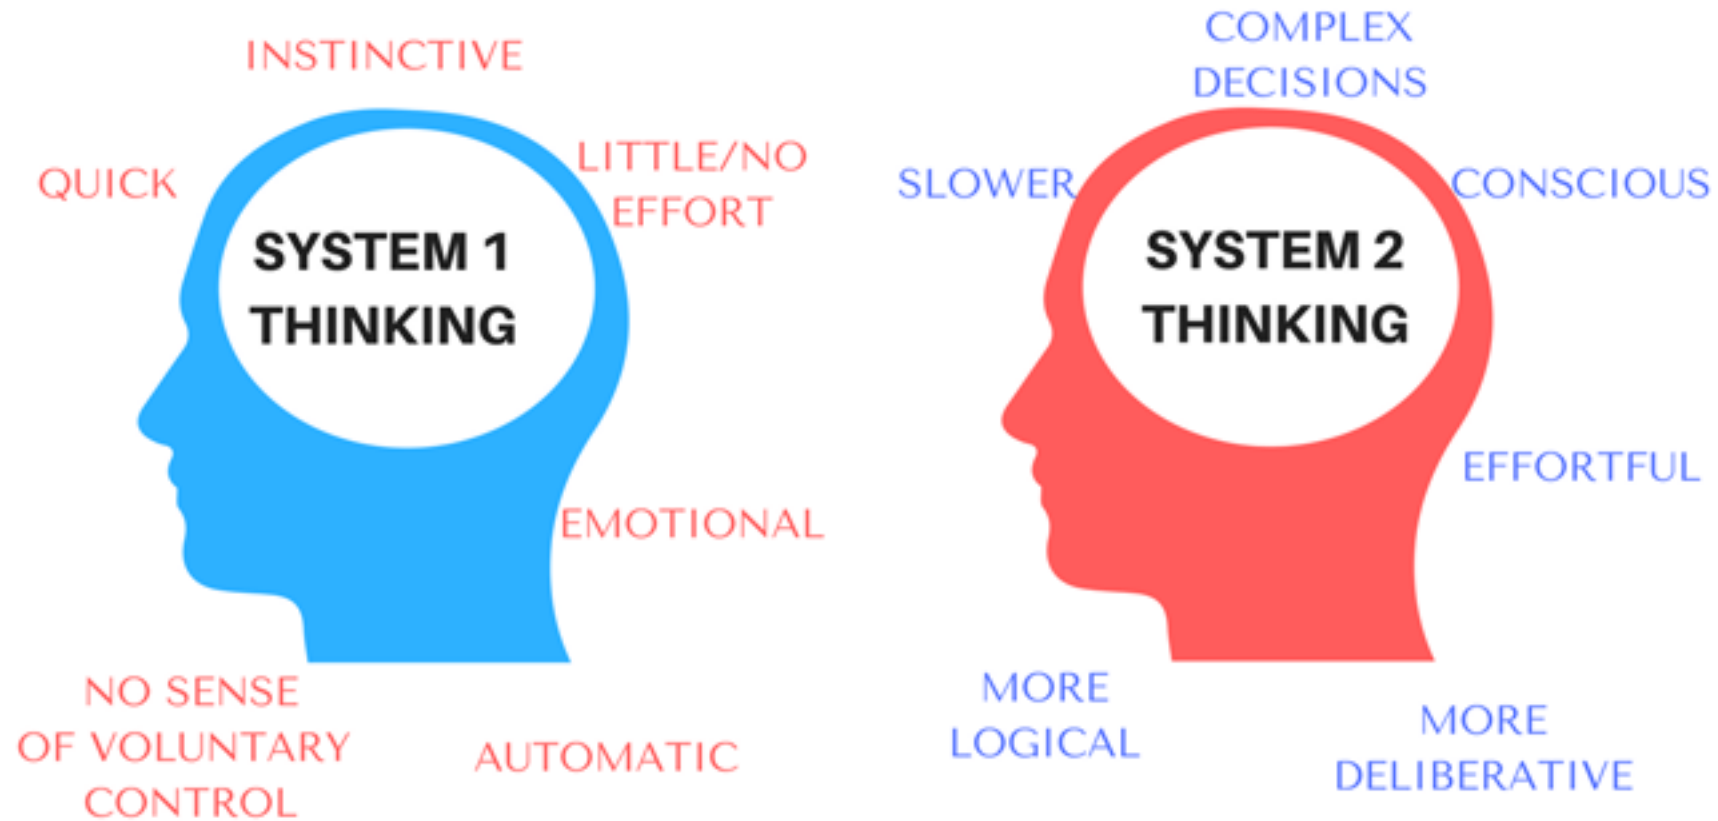 INSTINCTIVE
QUICK
LITTLE/NO
EFFORT
SYSTEM 1
THINKING
EMOTIONAL
NO SENSE
OF VOLUNTARY
CONTROL
AUTOMATIC
COMPLEX
DECISIONS
SLOWER
CONSCIOUS
SYSTEM 2
THINKING
EFFORTFUL
MORE
LOGICAL
MORE
DELIBERATIVE